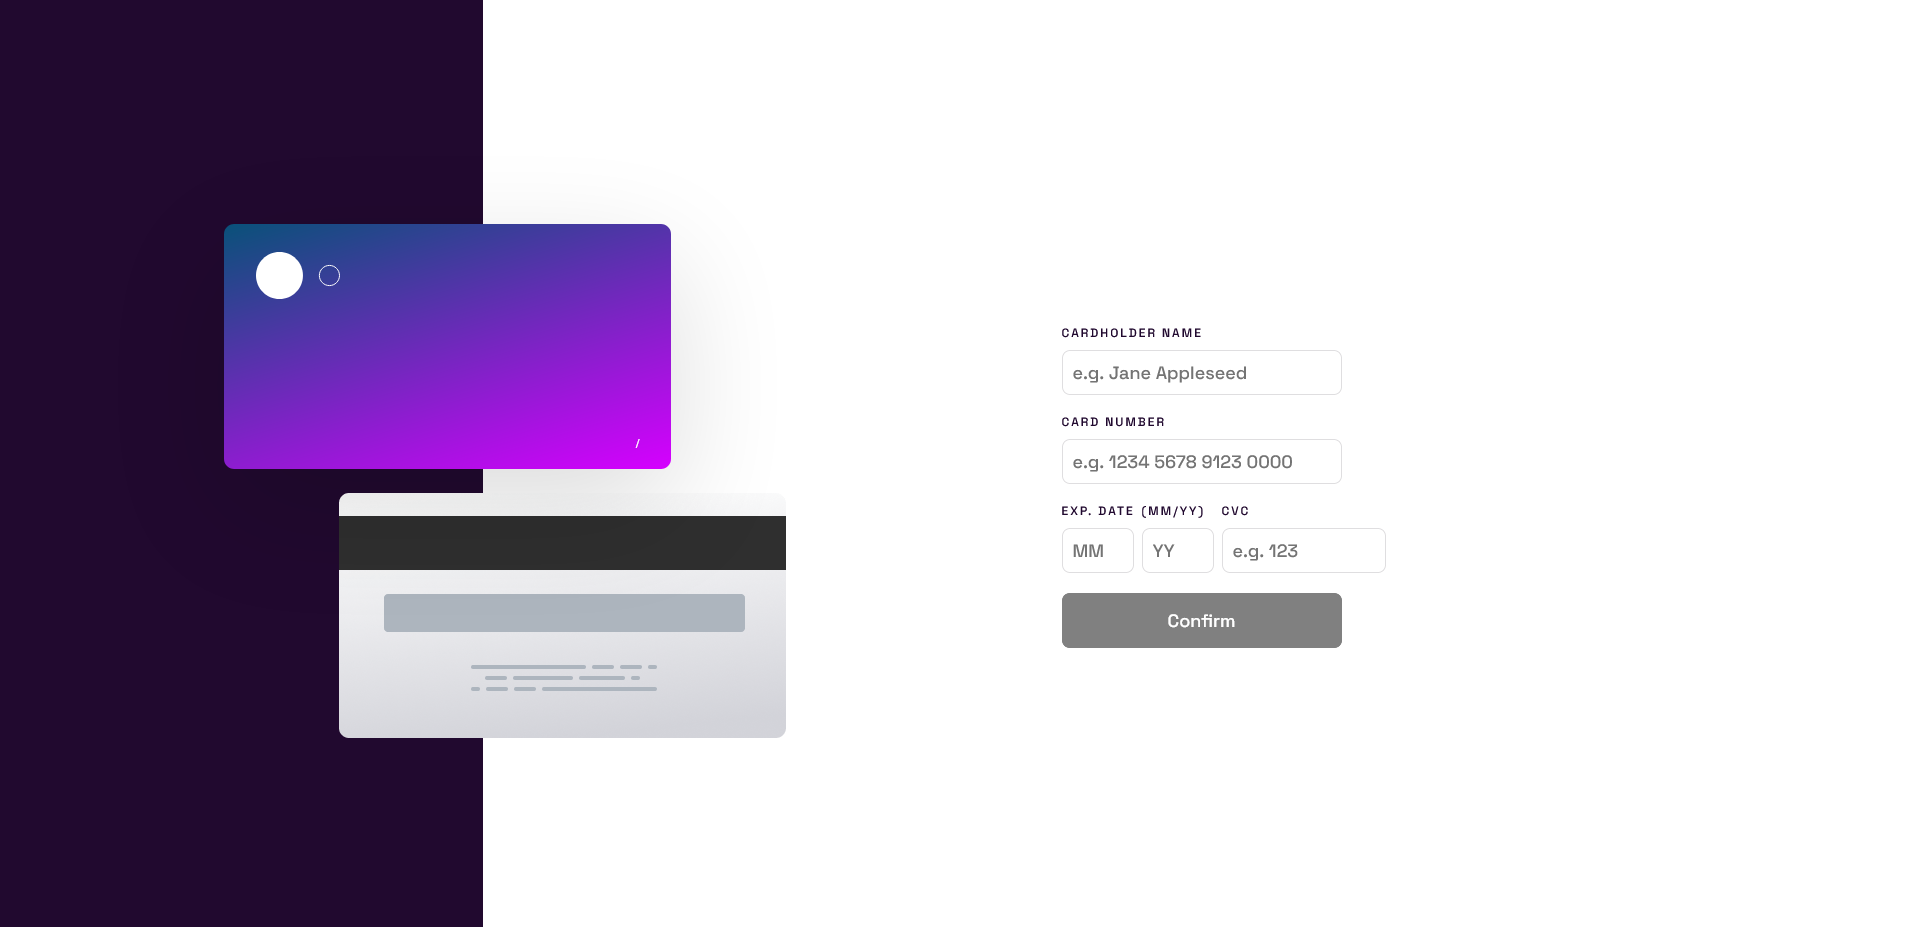 /
CARDHOLDER NAME
e.g. Jane Appleseed
CARD NUMBER
e.g. 1234 5678 9123 0000
EXP. DATE (MM/YY) CVC
MM YY e.g. 123
Confirm